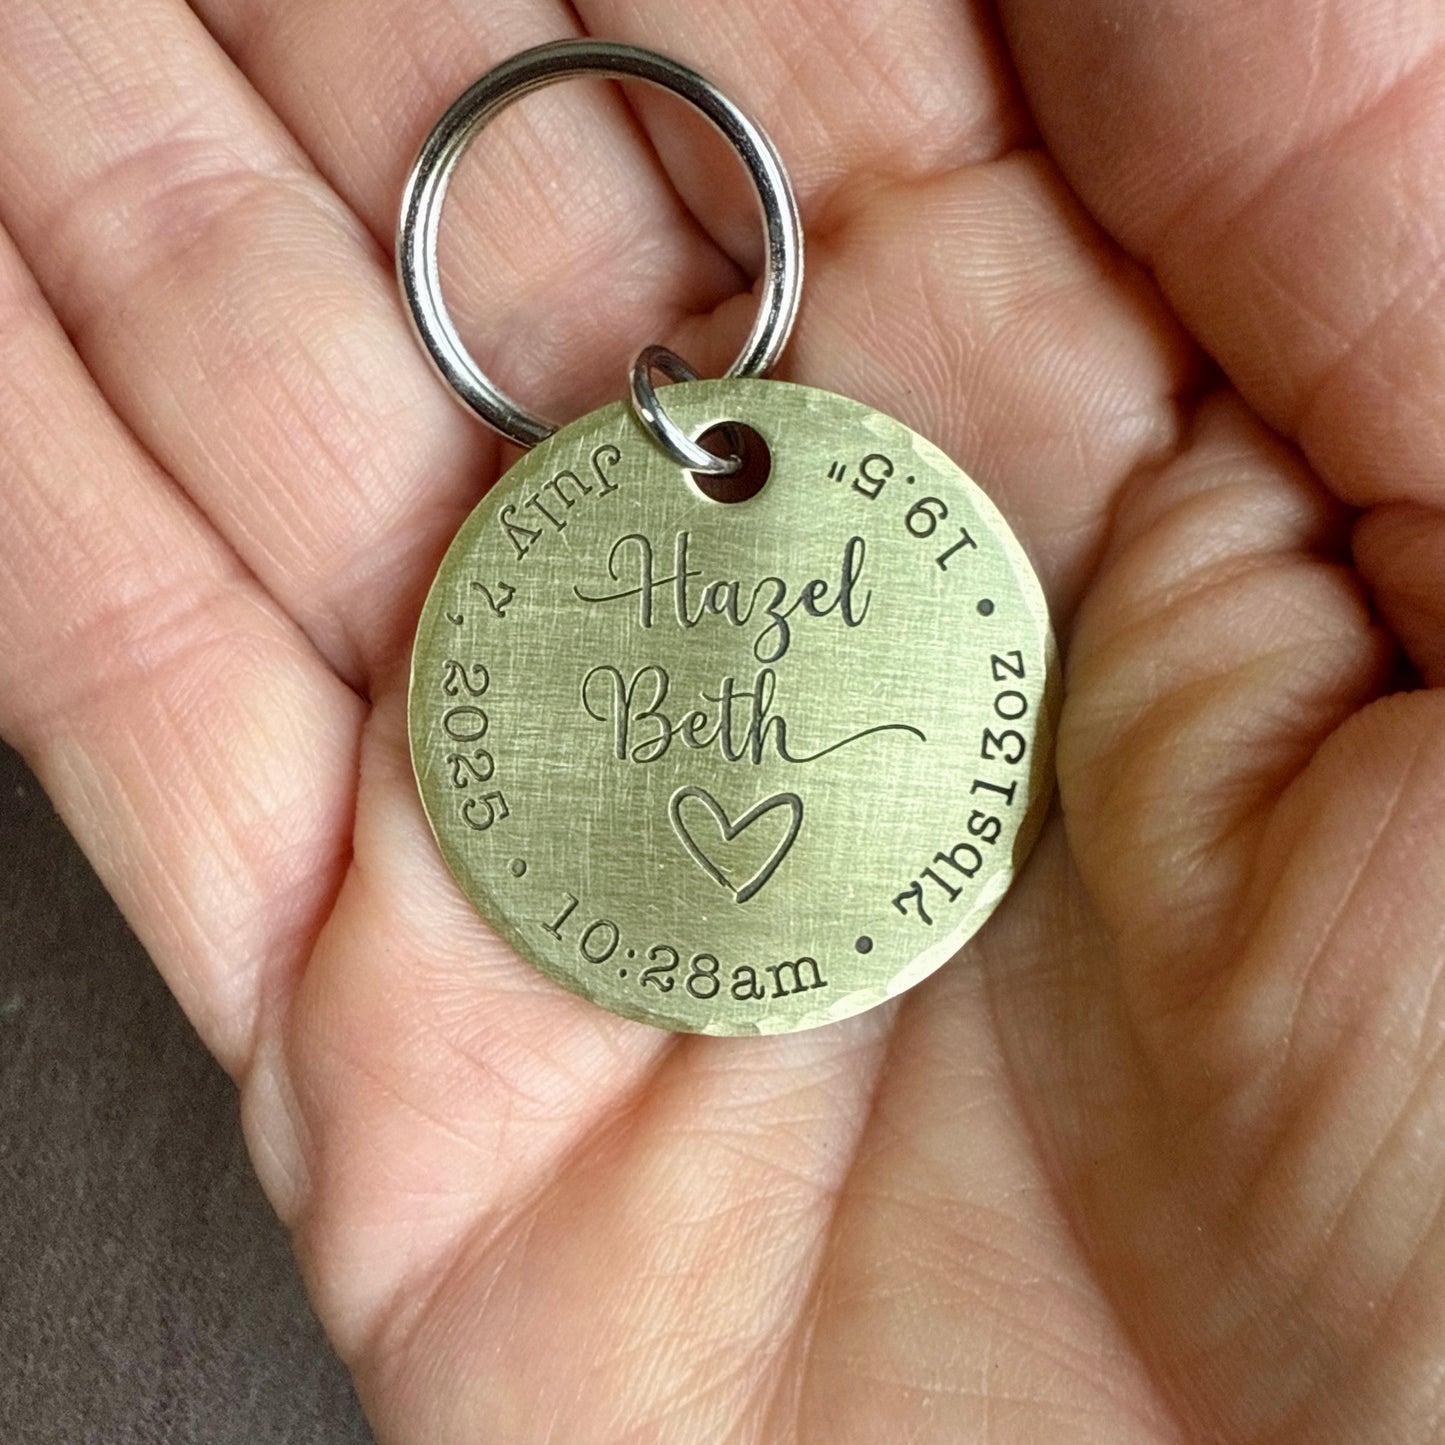 Hazel
Beth
July 7, 2025 • 10:28am • 7lbs13oz • 19.5"